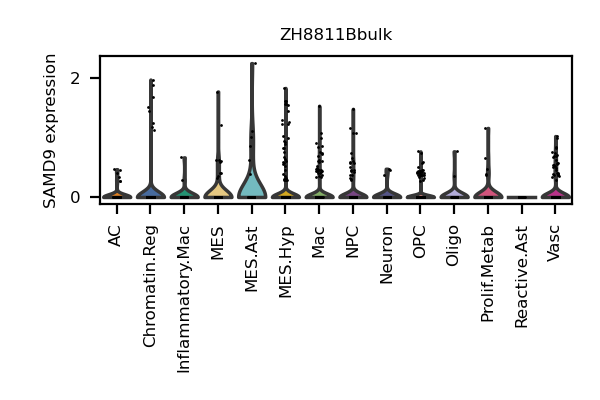 ZH8811Bbulk
SAMD9 expression
2
0
AC
Chromatin.Reg
Inflammatory.Mac
MES
MES.Ast
MES.Hyp
Mac
NPC
Neuron
OPC
Oligo
Prolif.Metab
Reactive.Ast
Vasc